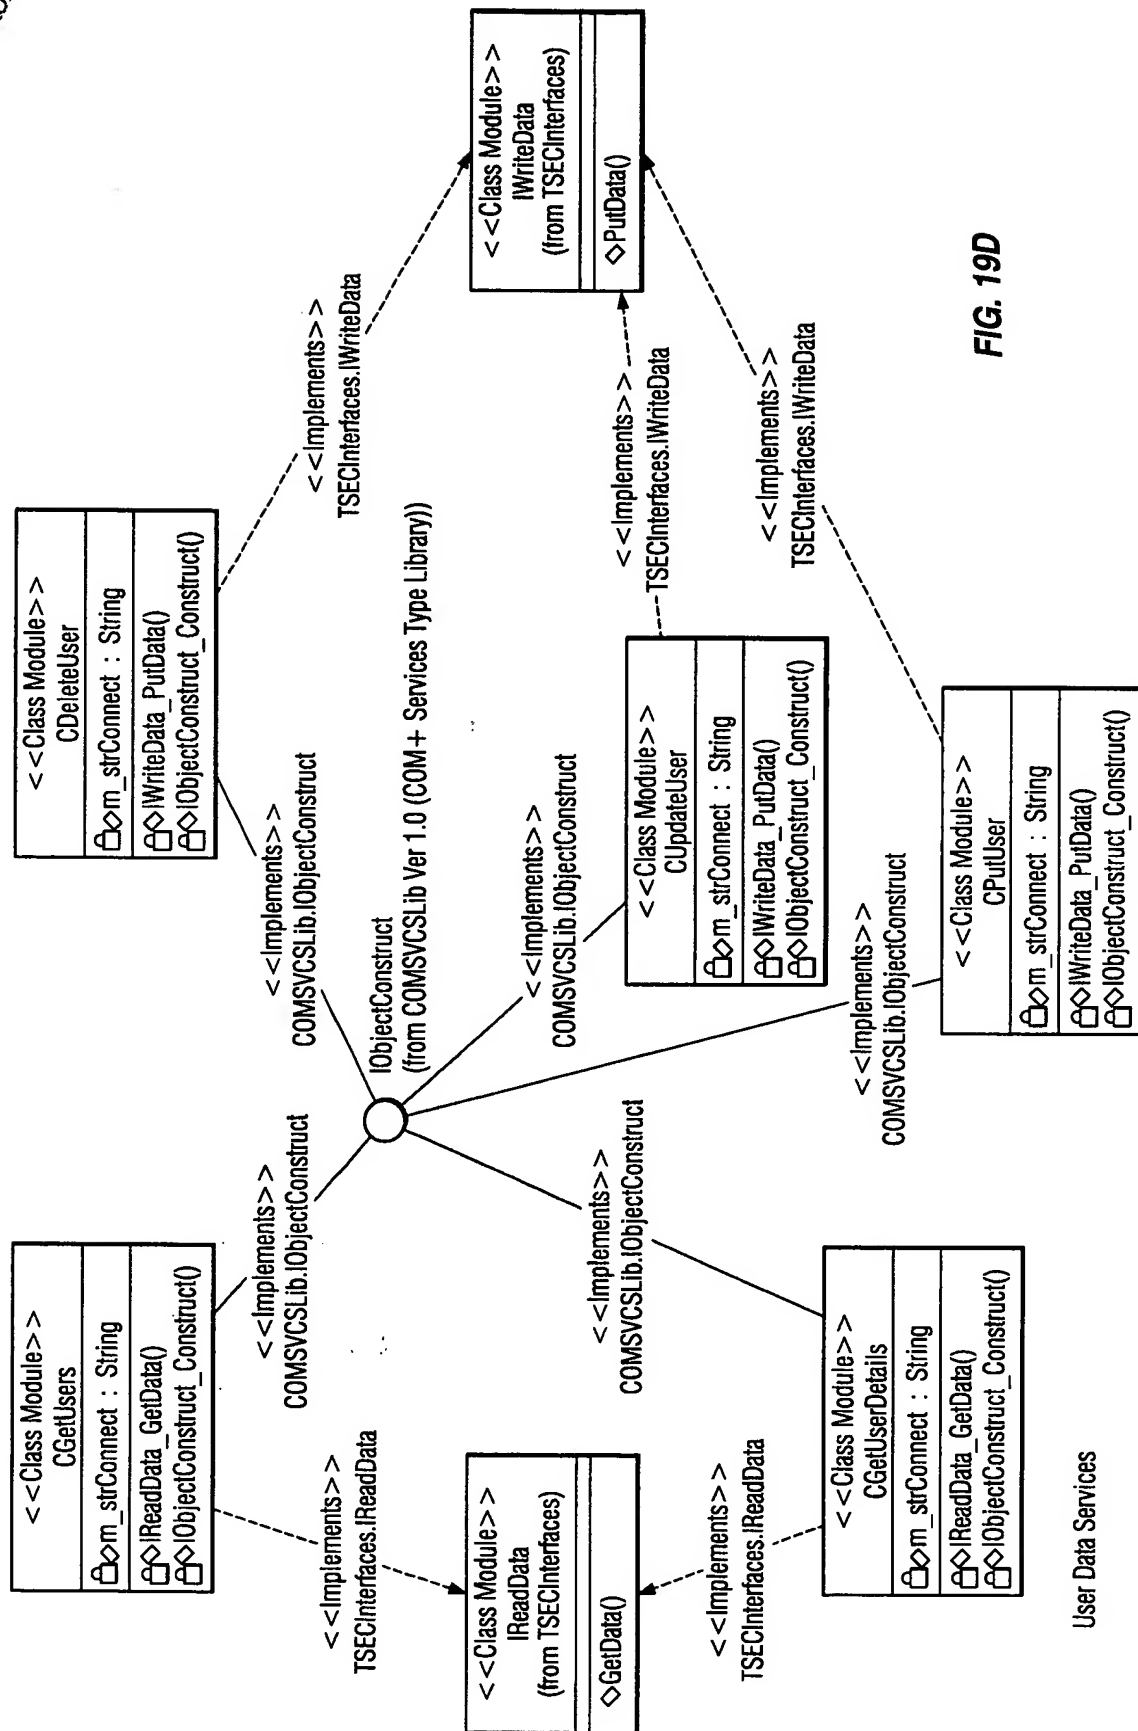 <<Class Module>>
CGetUsers
m_strConnect : String
IReadData_GetData()
IObjectConstruct_Construct()
<<Class Module>>
CDeleteUser
m_strConnect : String
IWriteData_PutData()
IObjectConstruct_Construct()
<<Implements>>
TSECInterfaces.IReadData
<<Implements>>
COMSVCSLib.IObjectConstruct
<<Implements>>
COMSVCSLib.IObjectConstruct
<<Implements>>
TSECInterfaces.IWriteData
IObjectConstruct
(from COMSVCSLib Ver 1.0 (COM+ Services Type Library))
<<Class Module>>
IReadData
(from TSECInterfaces)
GetData()
<<Class Module>>
IWriteData
(from TSECInterfaces)
PutData()
<<Implements>>
COMSVCSLib.IObjectConstruct
<<Implements>>
COMSVCSLib.IObjectConstruct
<<Implements>>
TSECInterfaces.IWriteData
<<Class Module>>
CUpdateUser
m_strConnect : String
IWriteData_PutData()
IObjectConstruct_Construct()
<<Implements>>
TSECInterfaces.IReadData
<<Implements>>
COMSVCSLib.IObjectConstruct
<<Implements>>
TSECInterfaces.IWriteData
<<Class Module>>
CGetUserDetails
m_strConnect : String
IReadData_GetData()
IObjectConstruct_Construct()
<<Class Module>>
CPutUser
m_strConnect : String
IWriteData_PutData()
IObjectConstruct_Construct()
User Data Services
FIG. 19D